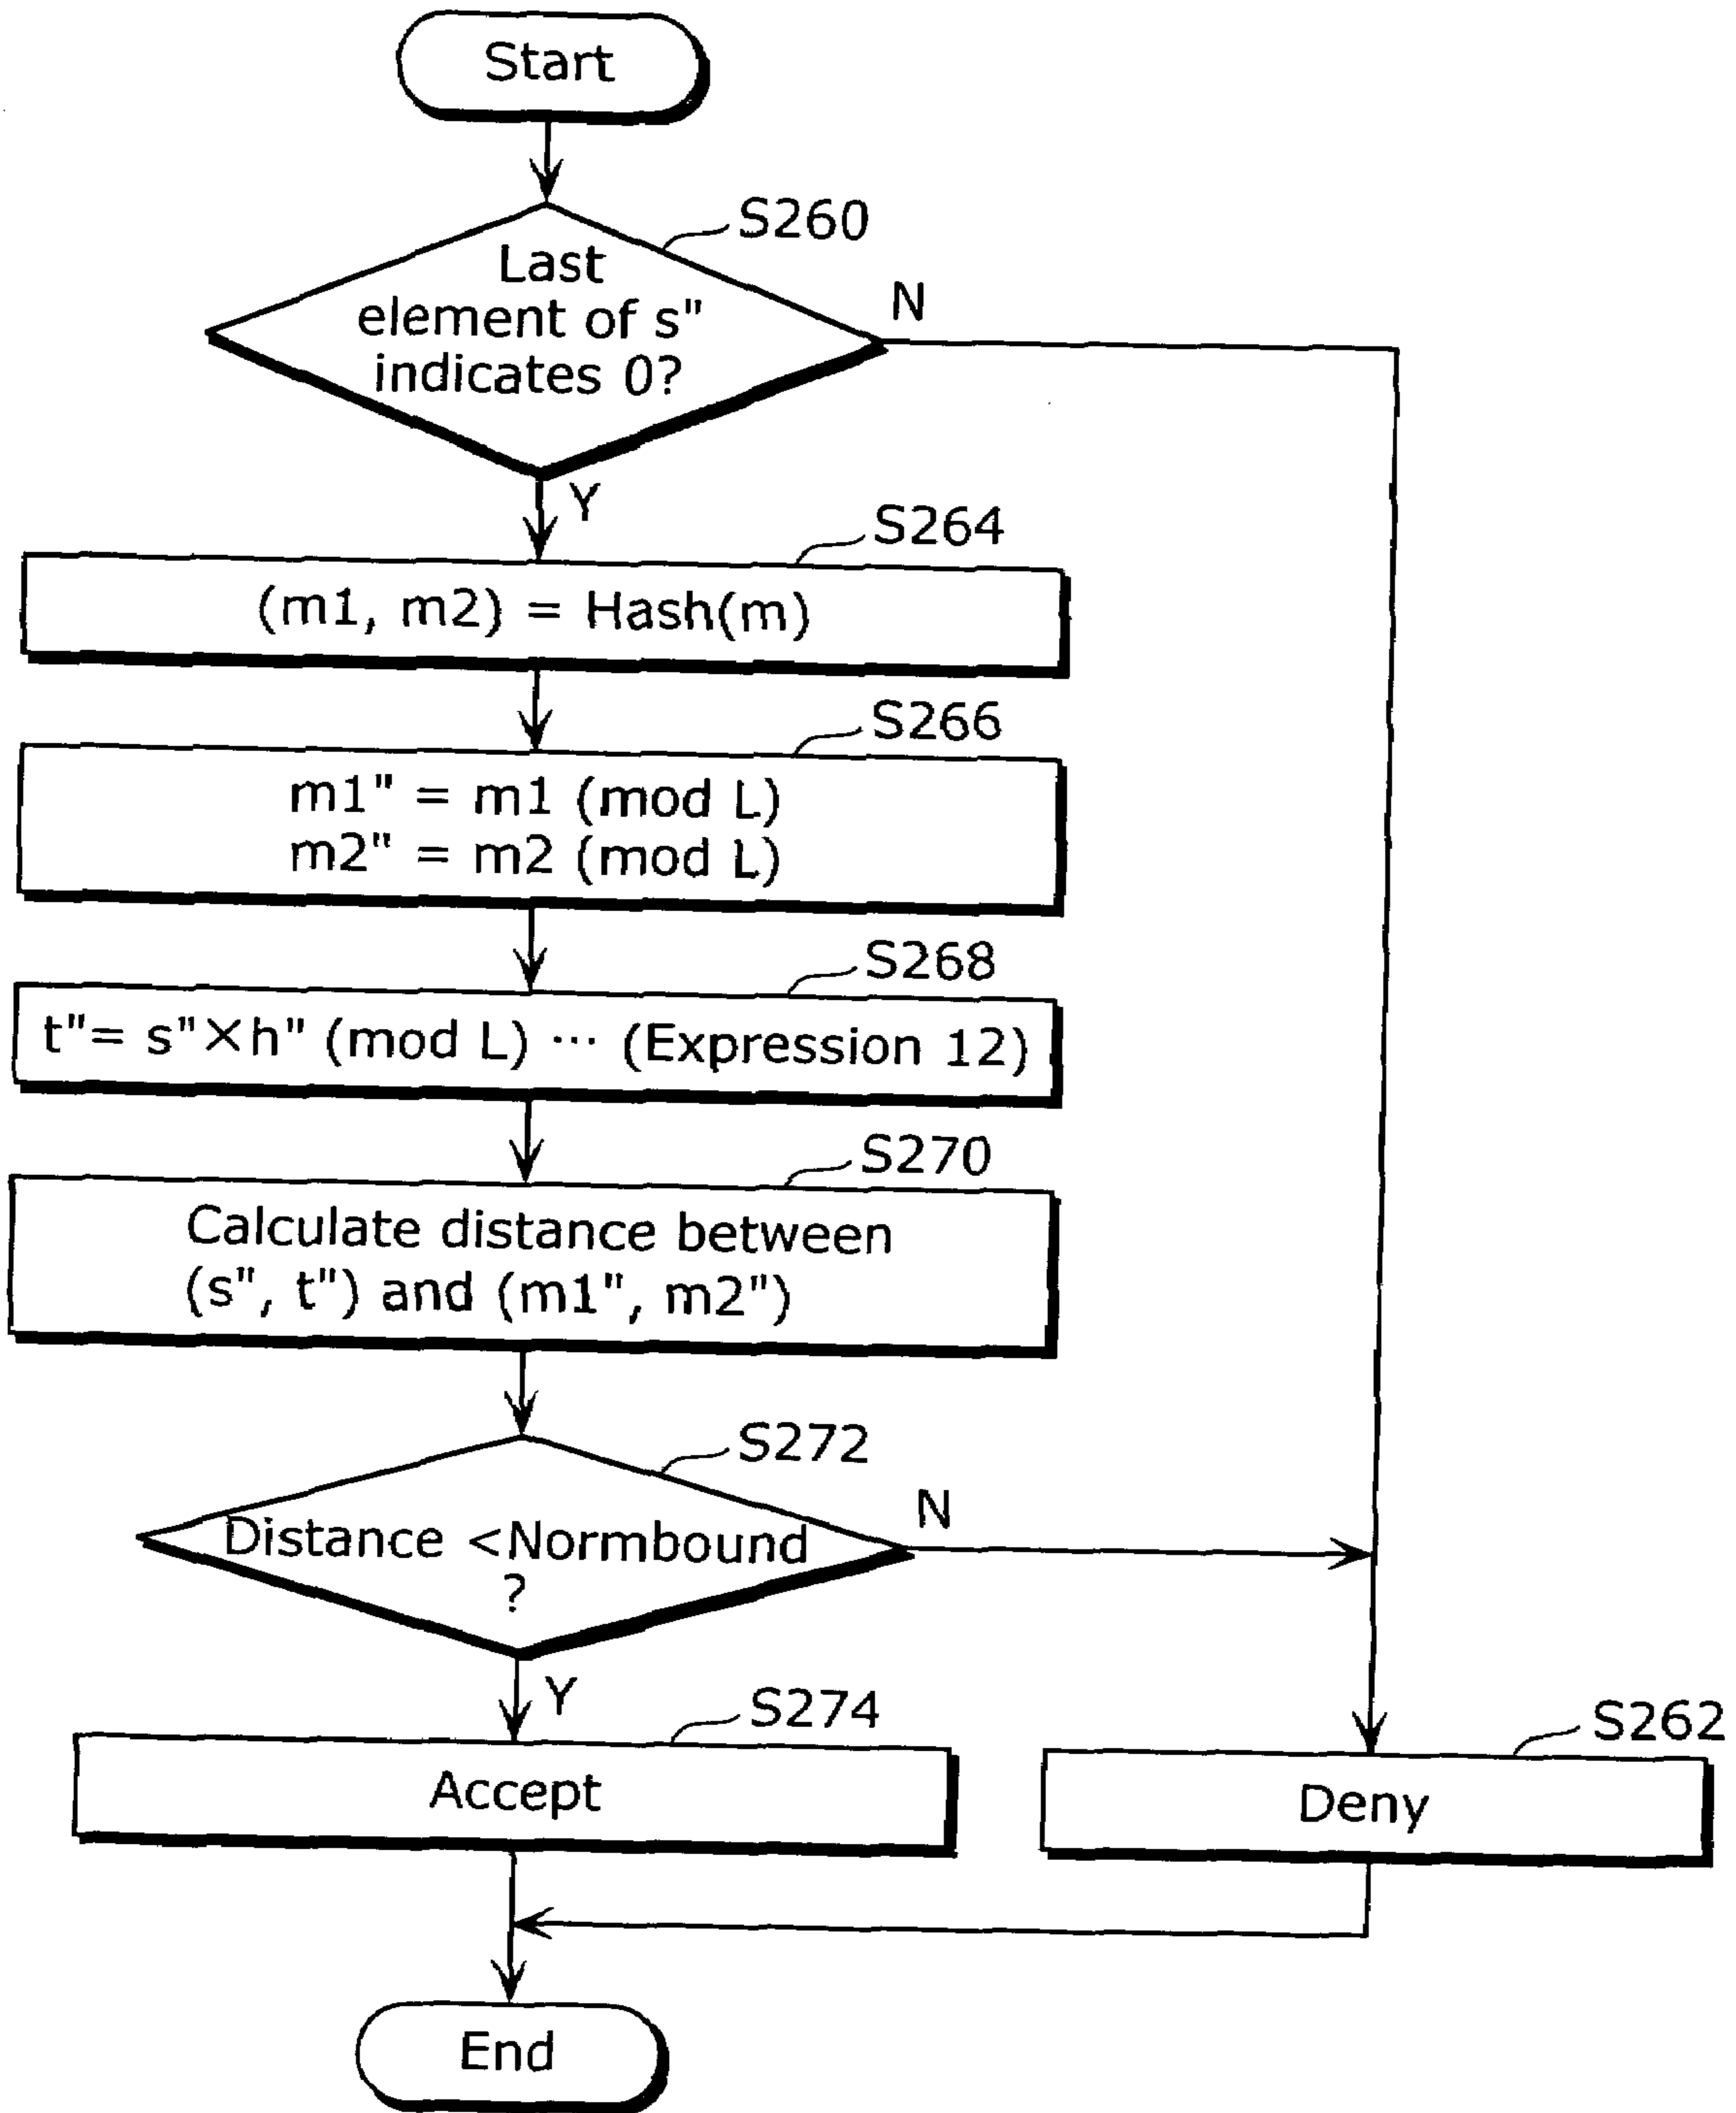 Start
S260
Last
element of s"
indicates 0?
N
Y
S264
(m1, m2) = Hash(m)
S266
m1" = m1 (mod L)
m2" = m2 (mod L)
S268
t"= s"×h" (mod L) ··· (Expression 12)
S270
Calculate distance between
(s", t") and (m1", m2")
S272
Distance <Normbound
?
N
Y
S274
Accept
S262
Deny
End